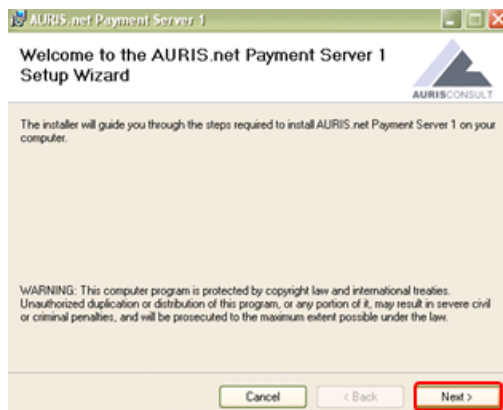 AURIS.net Payment Server 1
Welcome to the AURIS.net Payment Server 1
Setup Wizard
AURISCONSULT
The installer will guide you through the steps required to install AURIS.net Payment Server 1 on your
computer.
WARNING: This computer program is protected by copyright law and international treaties.
Unauthorized duplication or distribution of this program, or any portion of it, may result in severe civil
or criminal penalties, and will be prosecuted to the maximum extent possible under the law.
Cancel
< Back
Next >